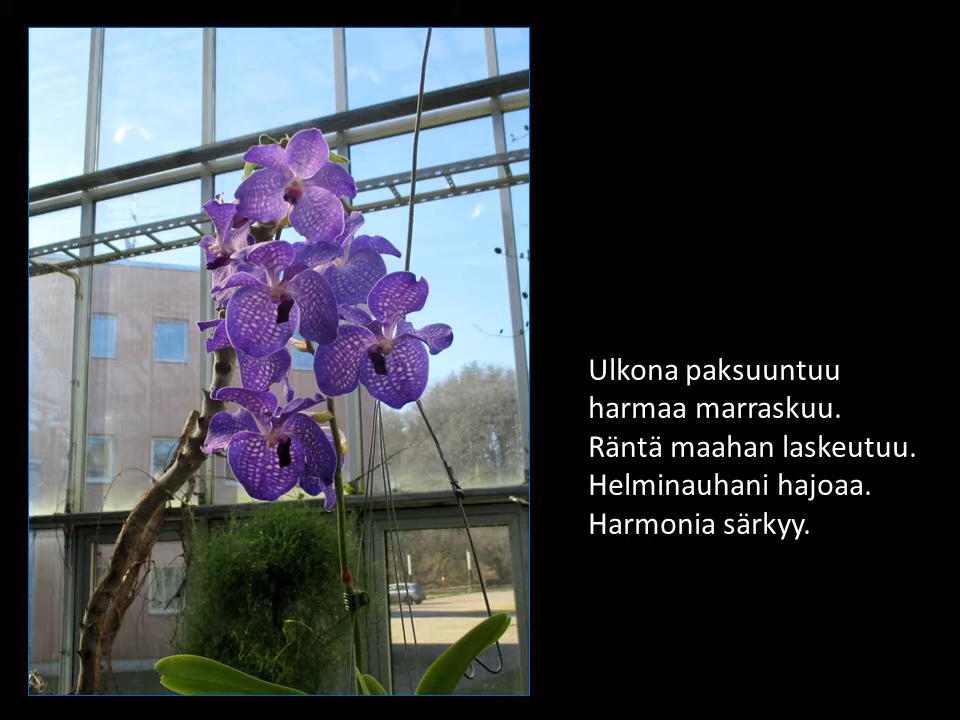 Ulkona paksuuntuu
harmaa marraskuu.
Räntä maahan laskeutuu.
Helminauhani hajoaa.
Harmonia särkyy.